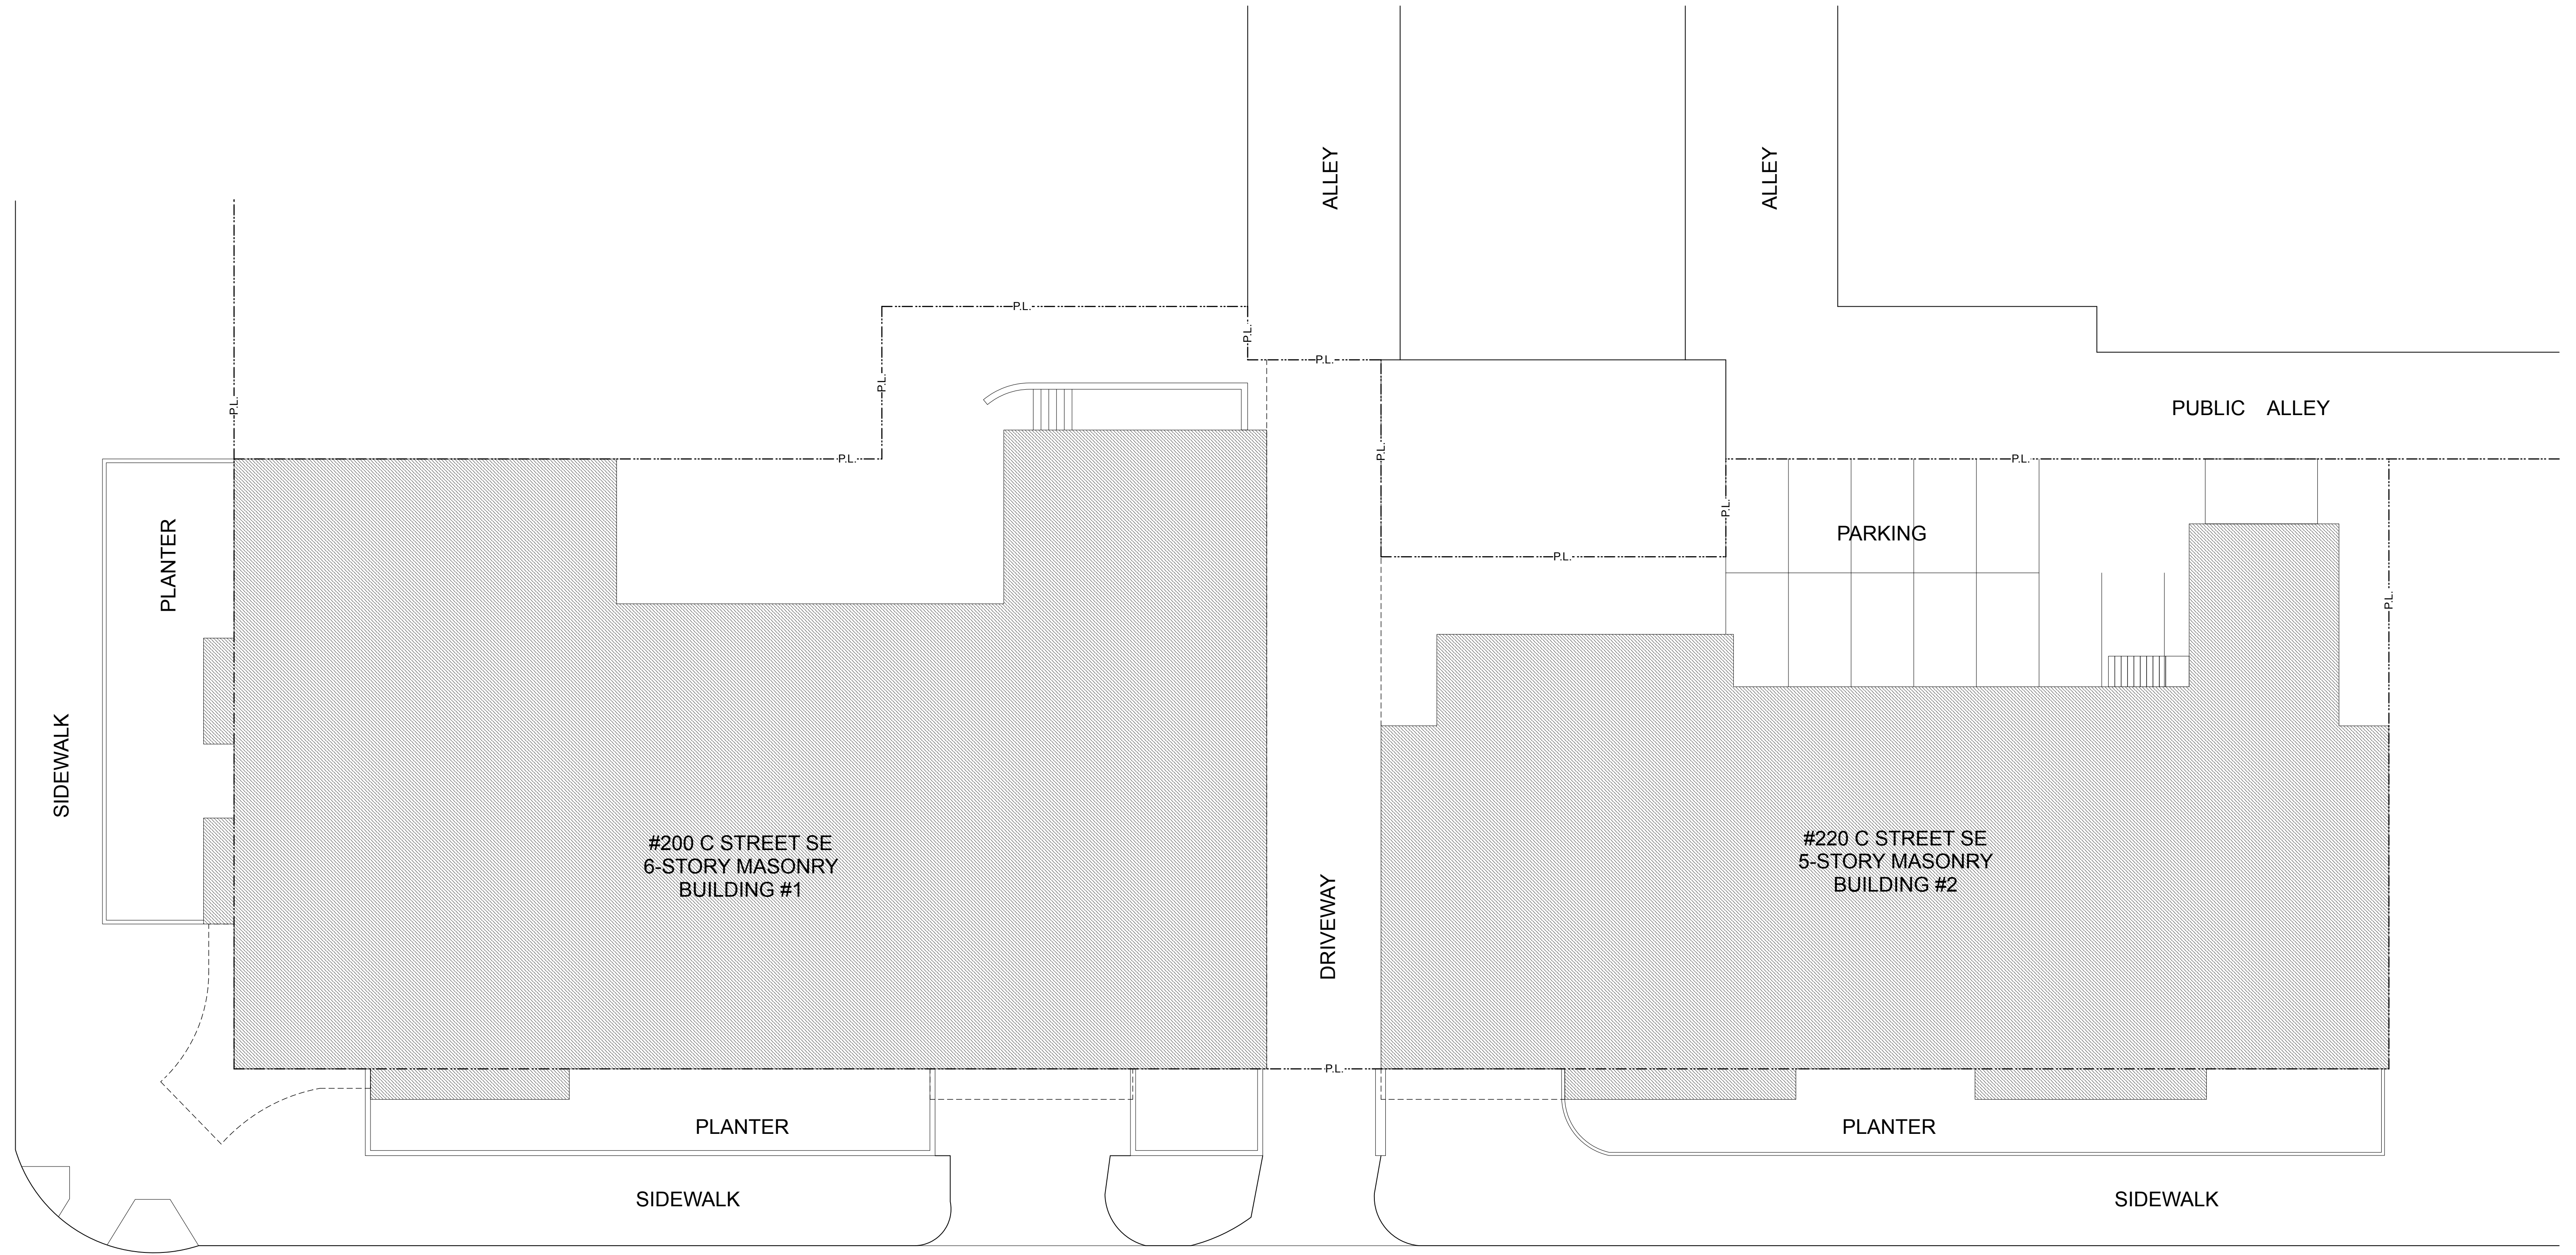 ALLEY
ALLEY
P.L.
P.L.
P.L.
P.L.
P.L.
PUBLIC ALLEY
P.L.
P.L.
P.L.
P.L.
PLANTER
PARKING
P.L.
P.L.
P.L.
SIDEWALK
#200 C STREET SE
6-STORY MASONRY
BUILDING #1
#220 C STREET SE
5-STORY MASONRY
BUILDING #2
DRIVEWAY
P.L.
PLANTER
PLANTER
SIDEWALK
SIDEWALK